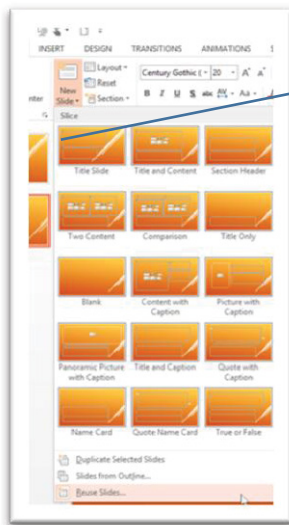 INSERT DESIGN TRANSITIONS ANIMATIONS
New Slide Layout Century Gothic ( 20 A A
Reset
Section B I U S abc AV Aa
nter
Slice
Title Slide Title and Content Section Header
Two Content Comparison Title Only
Blank Content with Caption Picture with Caption
Panoramic Picture with Caption Title and Caption Quote with Caption
Name Card Quote Name Card True or False
Duplicate Selected Slides
Slides from Outline...
Reuse Slides...